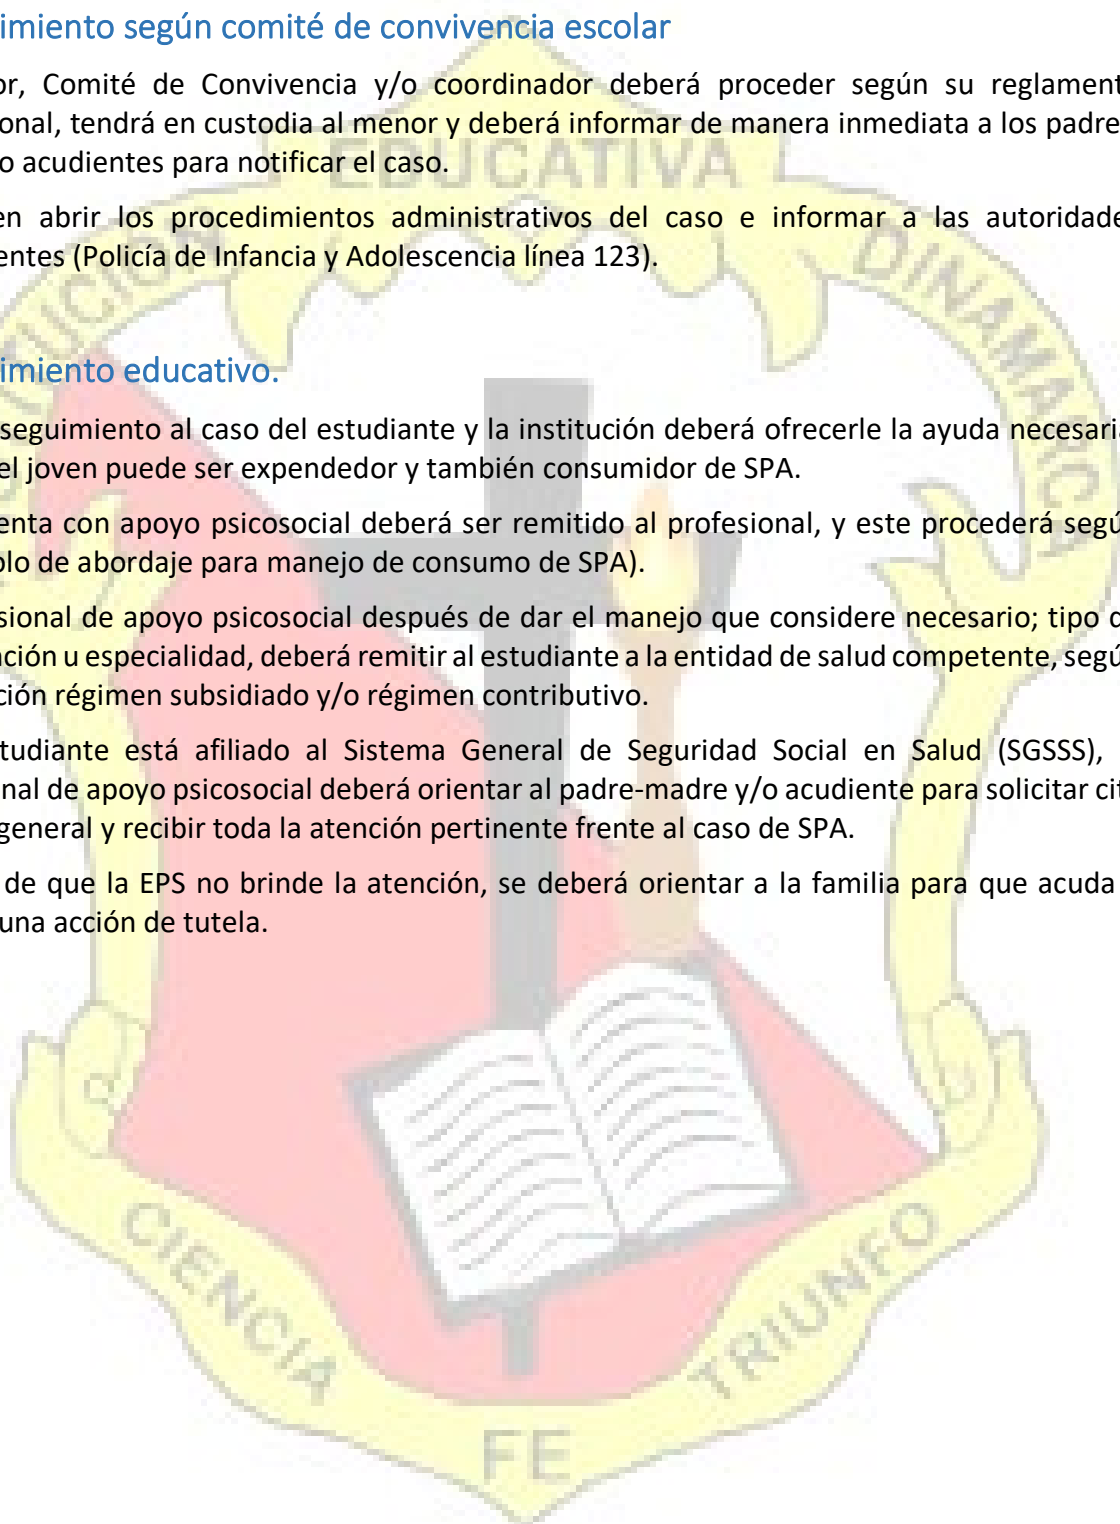 imiento según comité de convivencia escolar
or, Comité de Convivencia y/o coordinador deberá proceder según su reglament
onal, tendrá en custodia al menor y deberá informar de manera inmediata a los padre
o acudientes para notificar el caso.
en abrir los procedimientos administrativos del caso e informar a las autoridade
entes (Policía de Infancia y Adolescencia línea 123).
imiento educativo.
seguimiento al caso del estudiante y la institución deberá ofrecerle la ayuda necesari
el joven puede ser expendedor y también consumidor de SPA.
enta con apoyo psicosocial deberá ser remitido al profesional, y este procederá segú
olo de abordaje para manejo de consumo de SPA).
sional de apoyo psicosocial después de dar el manejo que considere necesario; tipo d
ción u especialidad, deberá remitir al estudiante a la entidad de salud competente, segú
ción régimen subsidiado y/o régimen contributivo.
tudiante está afiliado al Sistema General de Seguridad Social en Salud (SGSSS),
nal de apoyo psicosocial deberá orientar al padre-madre y/o acudiente para solicitar cit
general y recibir toda la atención pertinente frente al caso de SPA.
de que la EPS no brinde la atención, se deberá orientar a la familia para que acuda
una acción de tutela.
INSTITUCION
EDUCATIVA
DINAMARCA
CIENCIA
FE
TRIUNFO